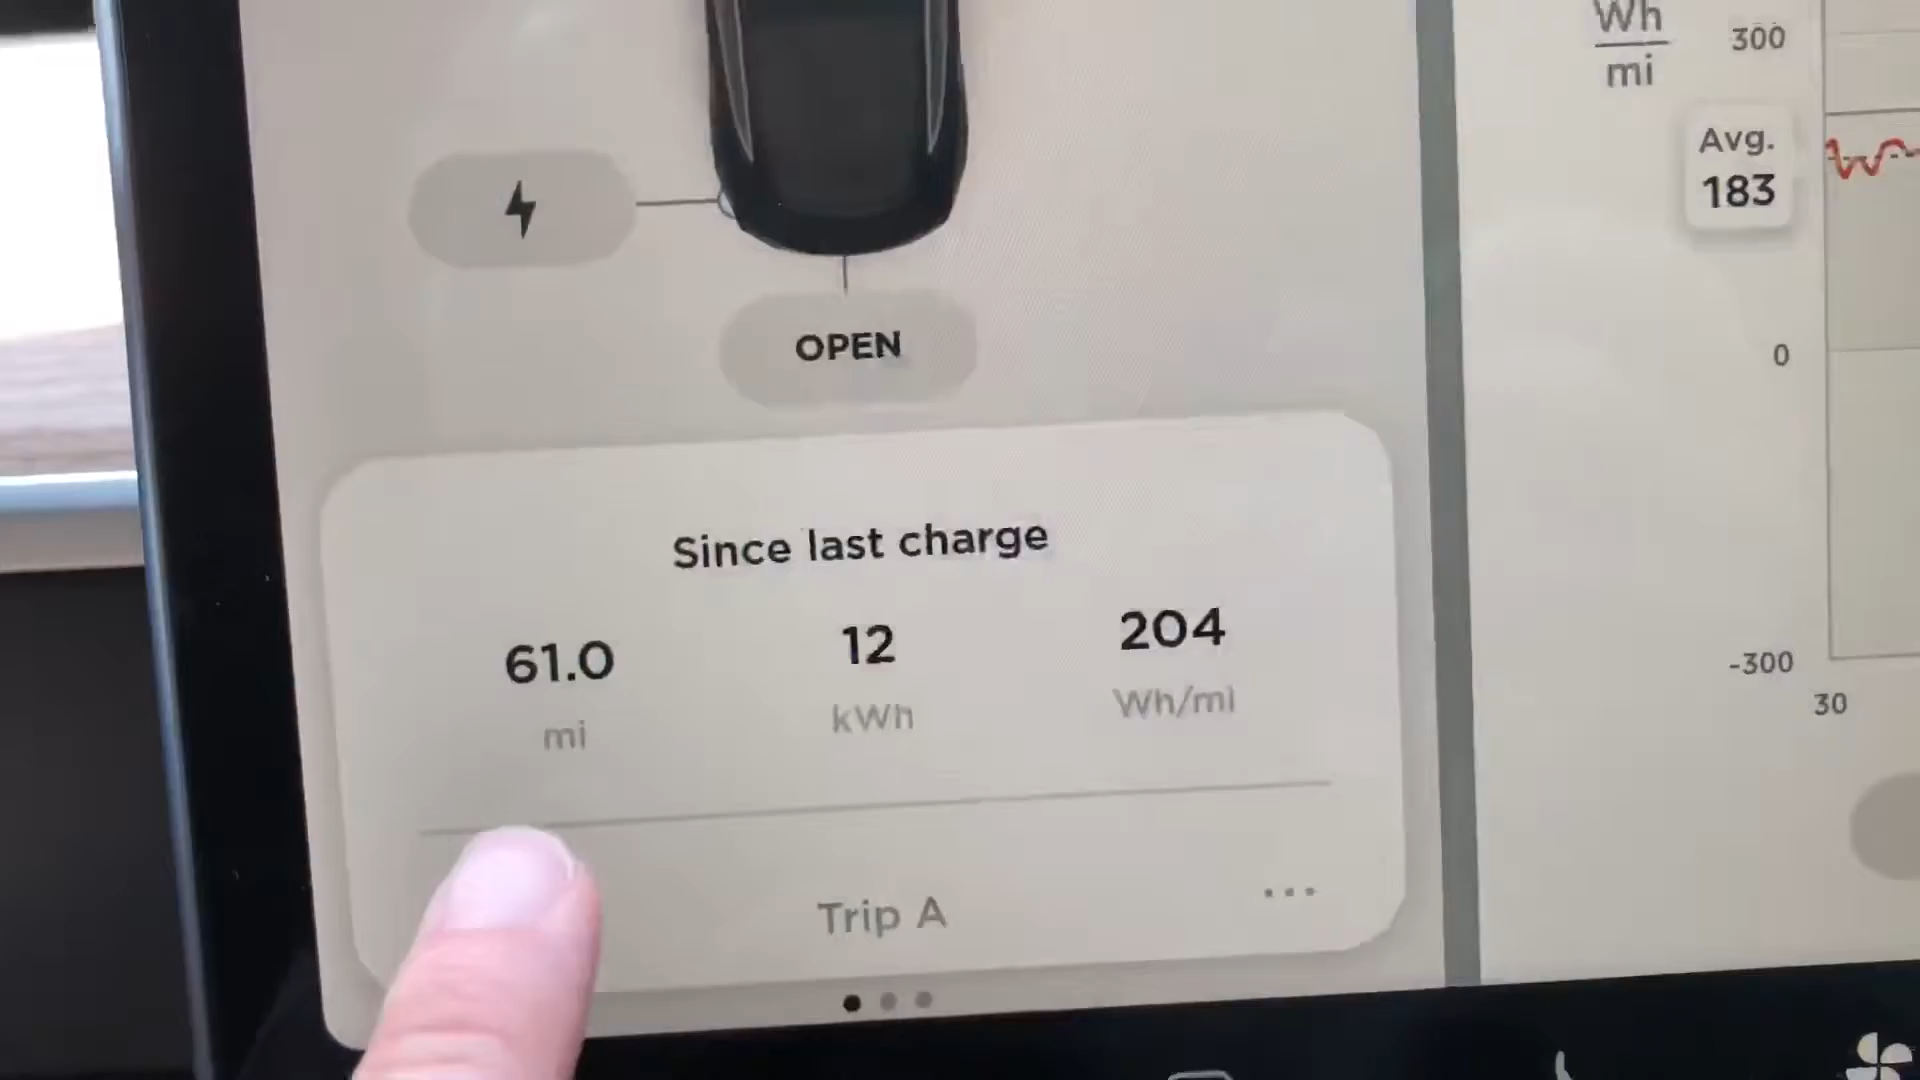 OPEN
Since last charge
61.0 12 204
mi kWh Wh/mi
Trip A
...
Wh
mi
300
Avg.
183
0
-300
30